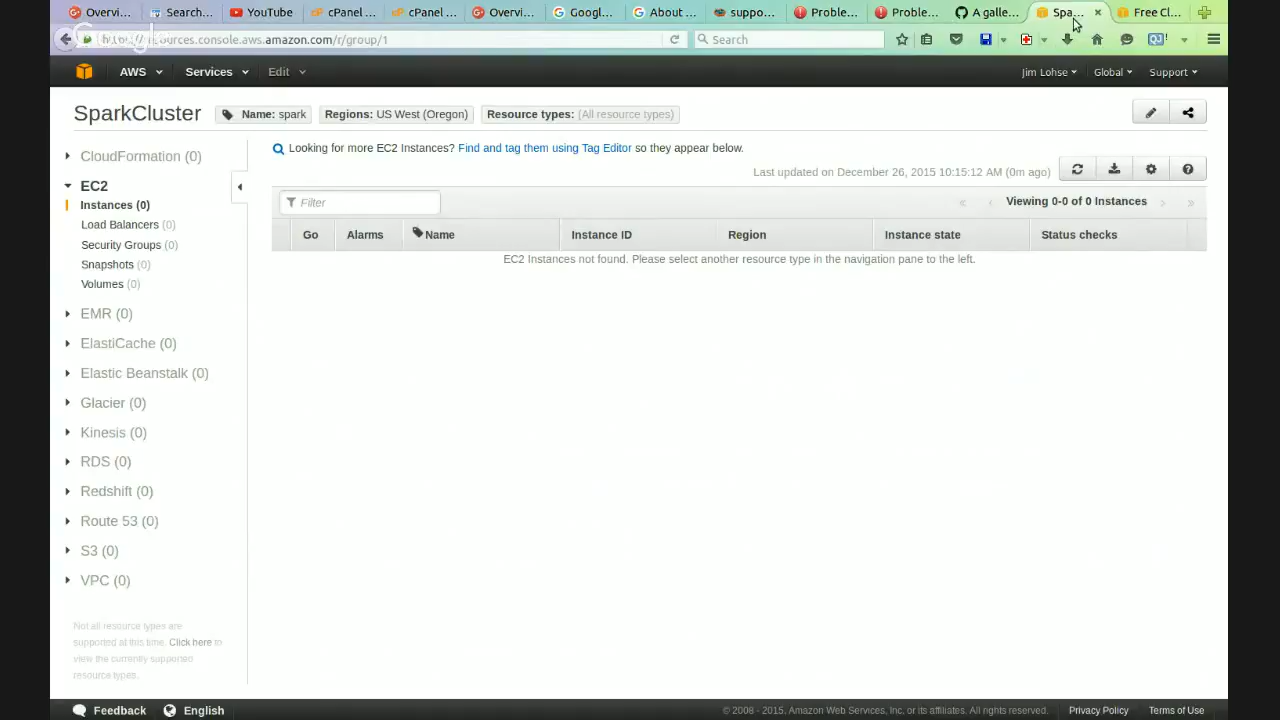 Overvi...
Search...
YouTube
cPanel ...
cPanel ...
Overvi...
Googl...
About ...
suppo...
Proble...
Proble...
A galle...
Spa...
Free Cl...
resources.console.aws.amazon.com/r/group/1
Search
AWS Services Edit
Jim Lohse Global Support
SparkCluster
Name: spark
Regions: US West (Oregon)
Resource types: (All resource types)
CloudFormation (0)
EC2
Instances (0)
Load Balancers (0)
Security Groups (0)
Snapshots (0)
Volumes (0)
EMR (0)
ElastiCache (0)
Elastic Beanstalk (0)
Glacier (0)
Kinesis (0)
RDS (0)
Redshift (0)
Route 53 (0)
S3 (0)
VPC (0)
Not all resource types are
supported at this time. Click here to
view the currently supported
resource types.
Looking for more EC2 Instances? Find and tag them using Tag Editor so they appear below.
Last updated on December 26, 2015 10:15:12 AM (0m ago)
Filter
Viewing 0-0 of 0 Instances
Go Alarms Name Instance ID Region Instance state Status checks
EC2 Instances not found. Please select another resource type in the navigation pane to the left.
Feedback English
© 2008 - 2015, Amazon Web Services, Inc. or its affiliates. All rights reserved.
Privacy Policy Terms of Use